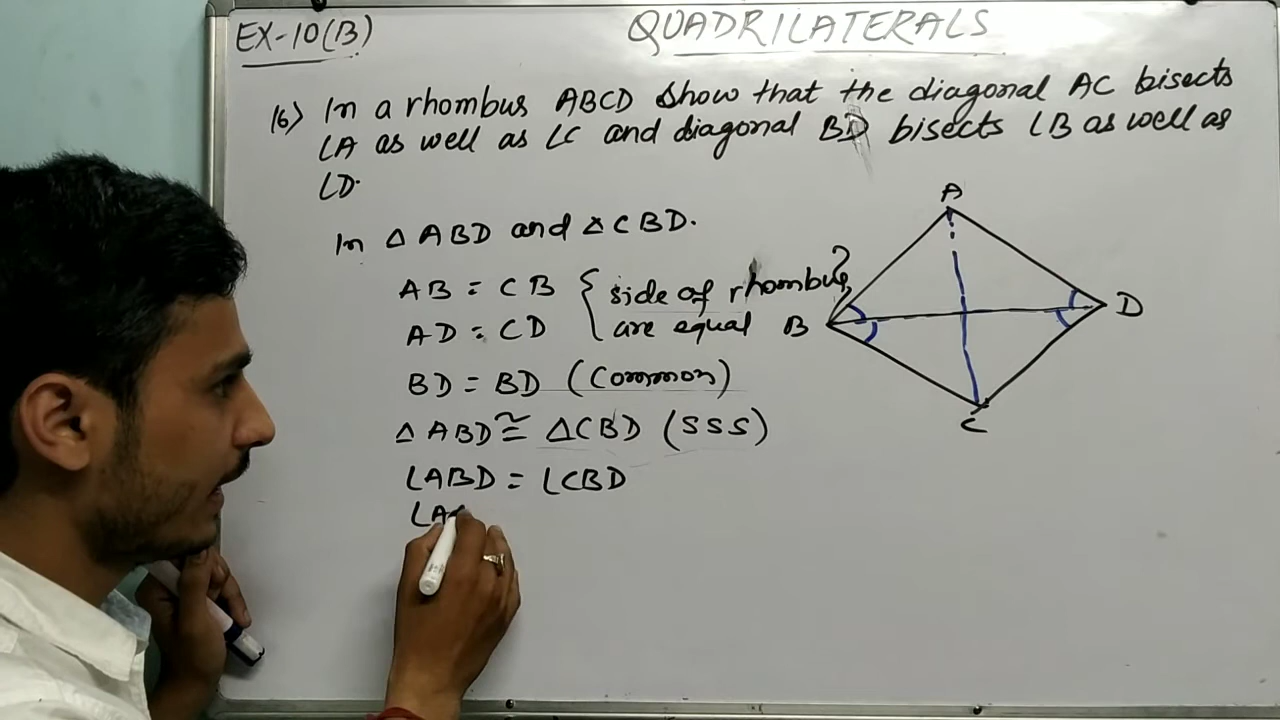 EX-10(B)
QUADRILATERALS
16) In a rhombus ABCD show that the diagonal AC bisects
∠A as well as ∠C and diagonal BD bisects ∠B as well as
∠D.
In △ ABD and △ CBD.
AB = CB { side of rhombus }
AD = CD are equal
BD = BD (Common)
△ ABD ≅ △CBD (SSS)
∠ABD = ∠CBD
∠A
A
B
D
C